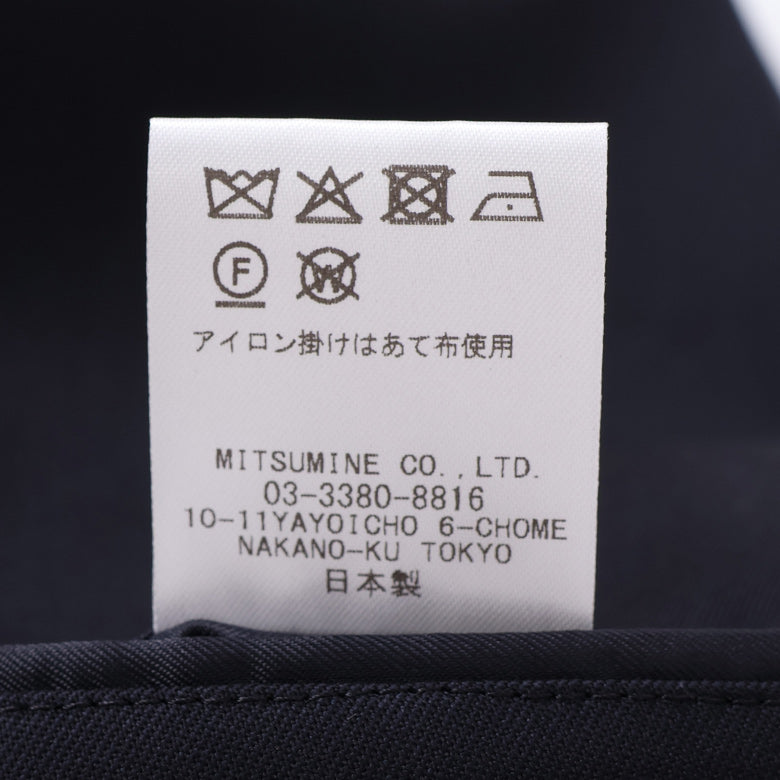 F W
アイロン掛けはあて布使用
MITSUMINE CO.,LTD.
03-3380-8816
10-11YAYOICHO 6-CHOME
NAKANO-KU TOKYO
日本製